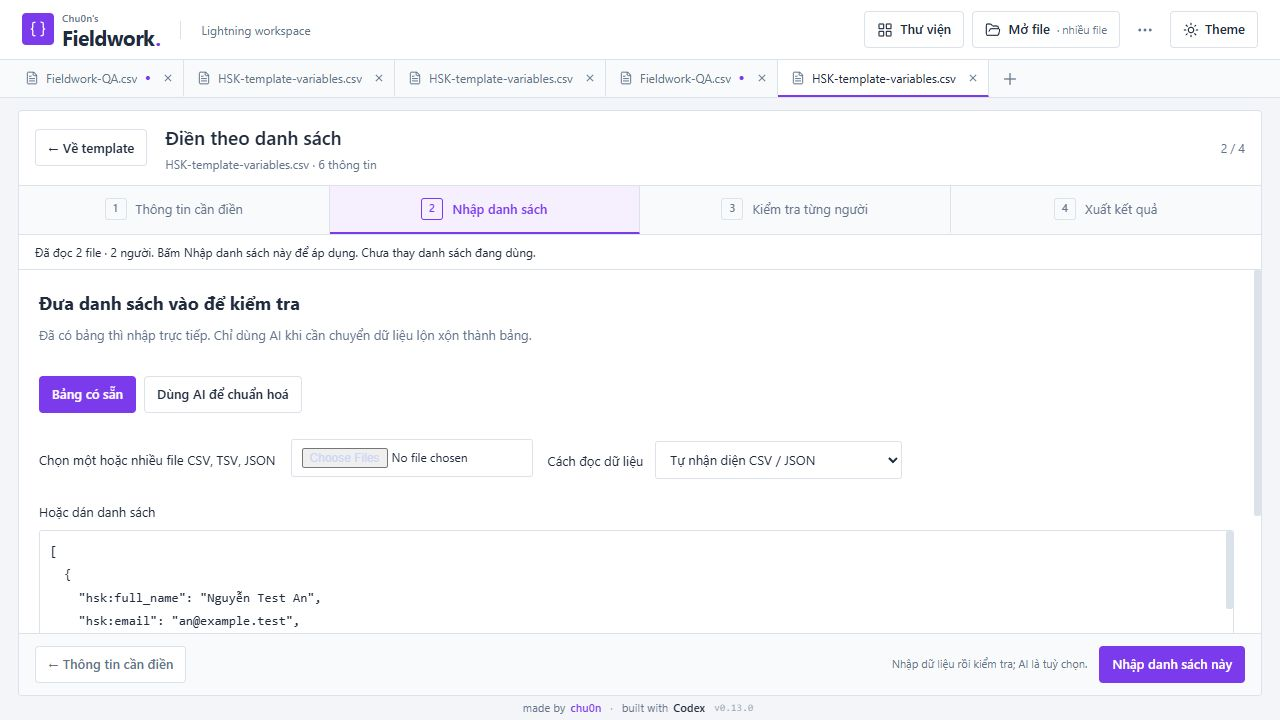 { }
Chu0n's
Fieldwork.
Lightning workspace
Thư viện
Mở file · nhiều file
···
Theme
Fieldwork-QA.csv • ×
HSK-template-variables.csv ×
HSK-template-variables.csv ×
Fieldwork-QA.csv • ×
HSK-template-variables.csv ×
+
← Về template
Điền theo danh sách
HSK-template-variables.csv · 6 thông tin
2 / 4
1 Thông tin cần điền
2 Nhập danh sách
3 Kiểm tra từng người
4 Xuất kết quả
Đã đọc 2 file · 2 người. Bấm Nhập danh sách này để áp dụng. Chưa thay danh sách đang dùng.
Đưa danh sách vào để kiểm tra
Đã có bảng thì nhập trực tiếp. Chỉ dùng AI khi cần chuyển dữ liệu lộn xộn thành bảng.
Bảng có sẵn
Dùng AI để chuẩn hoá
Chọn một hoặc nhiều file CSV, TSV, JSON
Choose Files No file chosen
Cách đọc dữ liệu
Tự nhận diện CSV / JSON
Hoặc dán danh sách
[
{
"hsk:full_name": "Nguyễn Test An",
"hsk:email": "an@example.test",
← Thông tin cần điền
Nhập dữ liệu rồi kiểm tra; AI là tuỳ chọn.
Nhập danh sách này
made by chu0n · built with Codex v0.13.0